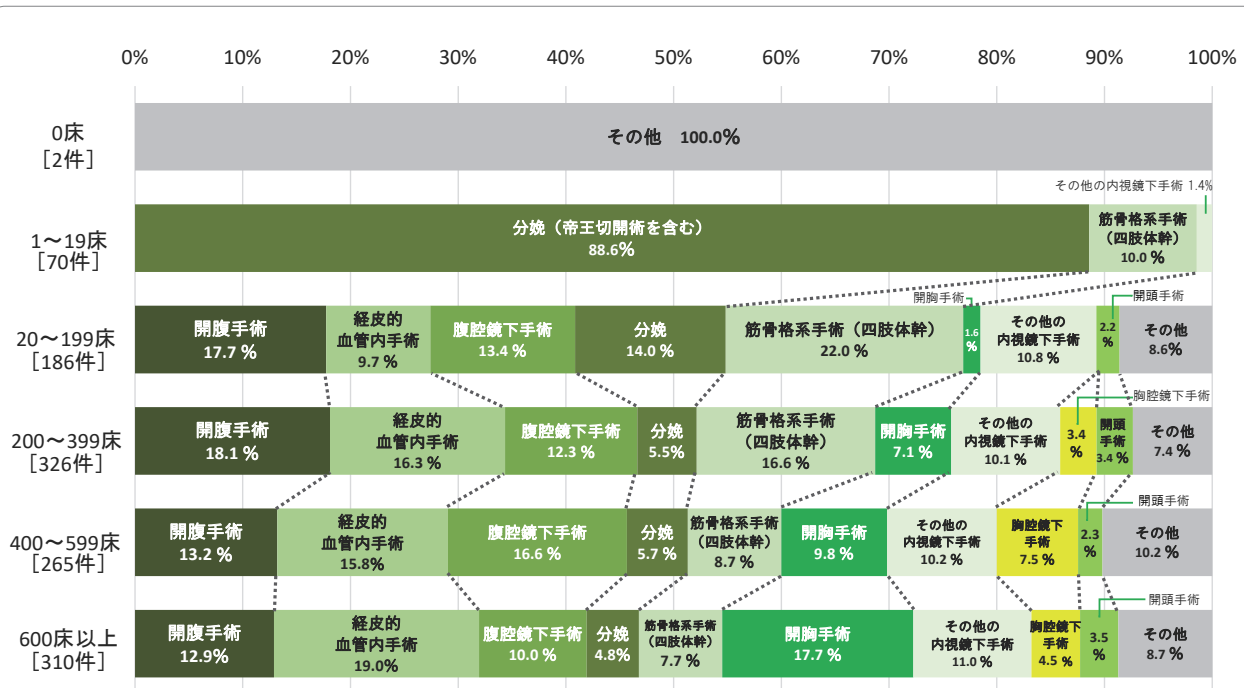 0% 10% 20% 30% 40% 50% 60% 70% 80% 90% 100%
0床
[2件]
その他 100.0%
その他の内視鏡下手術 1.4%
1～19床
[70件]
分娩（帝王切開術を含む）
88.6%
筋骨格系手術
（四肢体幹）
10.0 %
開胸手術
開頭手術
20～199床
[186件]
開腹手術
17.7 %
経皮的
血管内手術
9.7 %
腹腔鏡下手術
13.4 %
分娩
14.0 %
筋骨格系手術（四肢体幹）
22.0 %
1.6
%
その他の
内視鏡下手術
10.8 %
2.2
%
その他
8.6%
胸腔鏡下手術
200～399床
[326件]
開腹手術
18.1 %
経皮的
血管内手術
16.3 %
腹腔鏡下手術
12.3 %
分娩
5.5%
筋骨格系手術
（四肢体幹）
16.6 %
開胸手術
7.1 %
その他の
内視鏡下手術
10.1 %
3.4
%
開頭
手術
3.4 %
その他
7.4 %
開頭手術
400～599床
[265件]
開腹手術
13.2 %
経皮的
血管内手術
15.8%
腹腔鏡下手術
16.6 %
分娩
5.7 %
筋骨格系手術
（四肢体幹）
8.7 %
開胸手術
9.8 %
その他の
内視鏡下手術
10.2 %
胸腔鏡下
手術
7.5 %
2.3
%
その他
10.2 %
開頭手術
600床以上
[310件]
開腹手術
12.9%
経皮的
血管内手術
19.0%
腹腔鏡下手術
10.0 %
分娩
4.8%
筋骨格系手術
（四肢体幹）
7.7 %
開胸手術
17.7 %
その他の
内視鏡下手術
11.0 %
胸腔鏡下
手術
4.5 %
3.5
%
その他
8.7 %